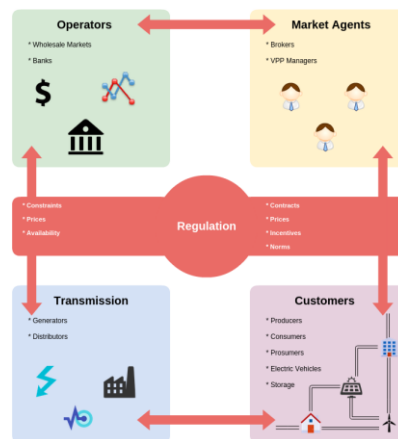 Operators
* Wholesale Markets
* Banks
$
Market Agents
* Brokers
* VPP Managers
* Constraints
* Prices
* Availability
Regulation
* Contracts
* Prices
* Incentives
* Norms
Transmission
* Generators
* Distributors
Customers
* Producers
* Consumers
* Prosumers
* Electric Vehicles
* Storage